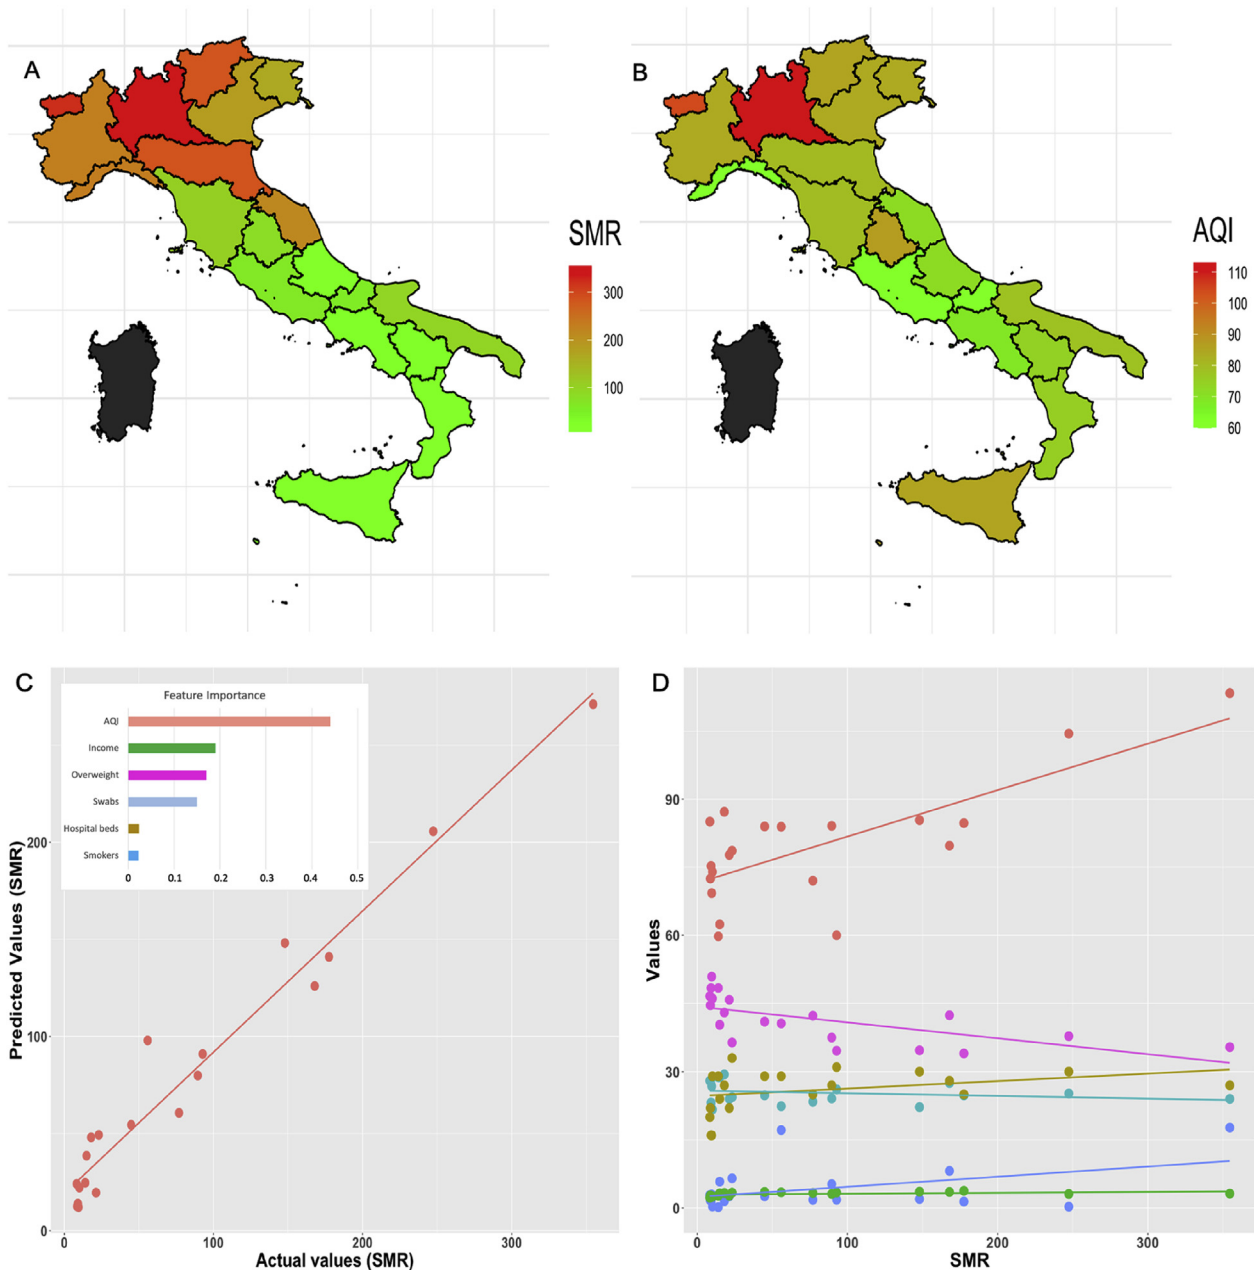 A
SMR
300
200
100
B
AQI
110
100
90
80
70
60
C
Feature Importance
AQI
Income
Overweight
Swabs
Hospital beds
Smokers
0 0.1 0.2 0.3 0.4 0.5
Predicted Values (SMR)
200
100
0
0 100 200 300
Actual values (SMR)
D
Values
90
60
30
0
0 100 200 300
SMR